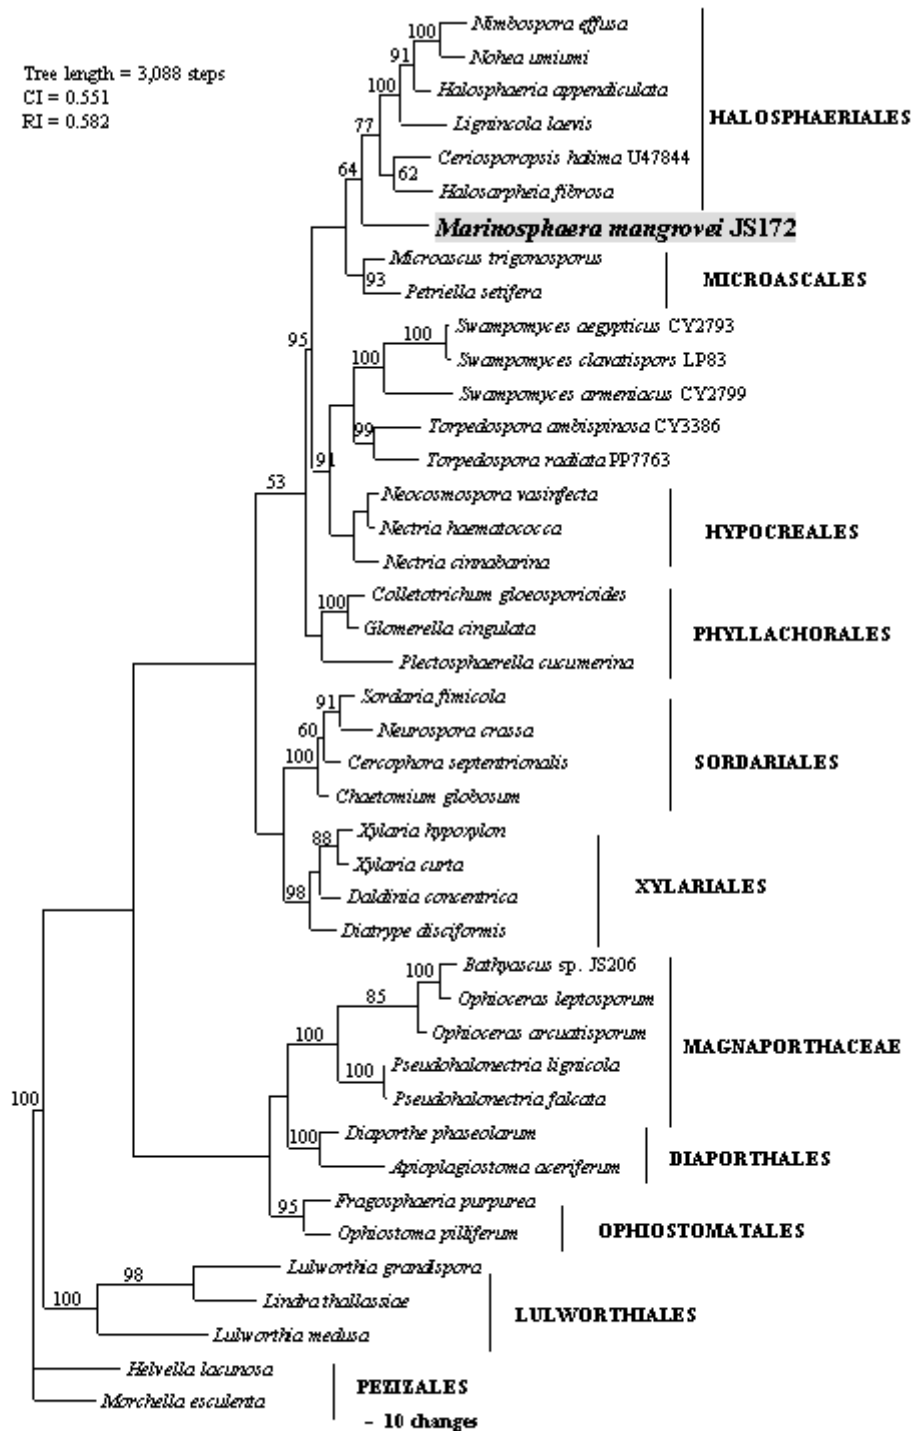 100
Nimbospora effusa
91
Nohea umiumi
Tree length = 3,088 steps
CI = 0.551
RI = 0.582
100
Halosphaeria appendiculata
HALOSPHAERIALES
77
Lignincola laevis
64
Ceriosporopsis halima U47844
62
Halosarpheia fibrosa
Marinosphaera mangrovei JS172
Microascus trigonosporus
MICROASCALES
93
Petriella setifera
95
100
Swampomyces aegypticus CY2793
100
Swampomyces clavatispors LP83
Swampomyces armeniacus CY2799
99
Torpedospora ambispinosa CY3386
91
Torpedospora radiata PP7763
53
Neocosmospora vasinfecta
Nectria haematococca
HYPOCREALES
Nectria cinnabarina
100
Colletotrichum gloeosporioides
Glomerella cingulata
PHYLLACHORALES
Plectosphaerella cucumerina
91
Sordaria fimicola
60
Neurospora crassa
100
Cercophora septentrionalis
SORDARIALES
Chaetomium globosum
88
Xylaria hypoxylon
Xylaria curta
XYLARIALES
98
Daldinia concentrica
Diatrype disciformis
100
Bathyascus sp. JS206
85
Ophioceras leptosporum
100
Ophioceras arcuatisporum
MAGNAPORTHACEAE
100
Pseudohalonectria lignicola
Pseudohalonectria falcata
100
100
Diaporthe phaseolarum
DIAPORTHALES
Apioplagiostoma aceriferum
95
Fragosphaeria purpurea
OPHIOSTOMATALES
Ophiostoma pilliferum
98
Lulworthia grandispora
100
Lindra thallassiae
LULWORTHIALES
Lulworthia medusa
Helvella lacunosa
PEZIZALES
Morchella esculenta
– 10 changes